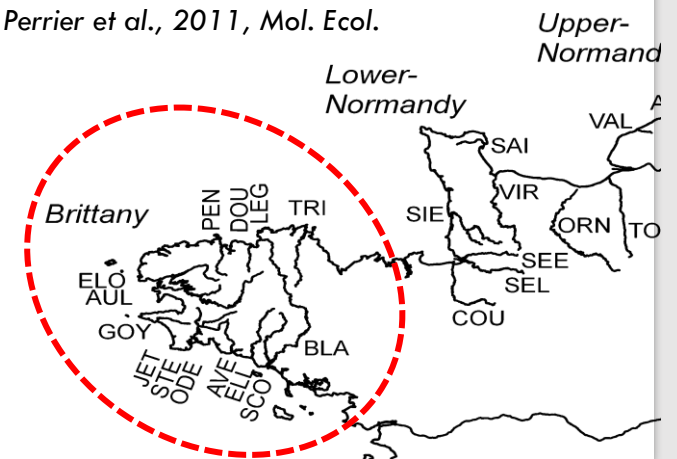 Perrier et al., 2011, Mol. Ecol.
Upper-
Normand
Lower-
Normandy
VAL
SAI
VIR
Brittany
PEN
DOU
LEG
TRI
SIE
ORN
TO
SEE
SEL
COU
ELO
AUL
GOY
BLA
JET
STE
ODE
AVE
ELL
SCO